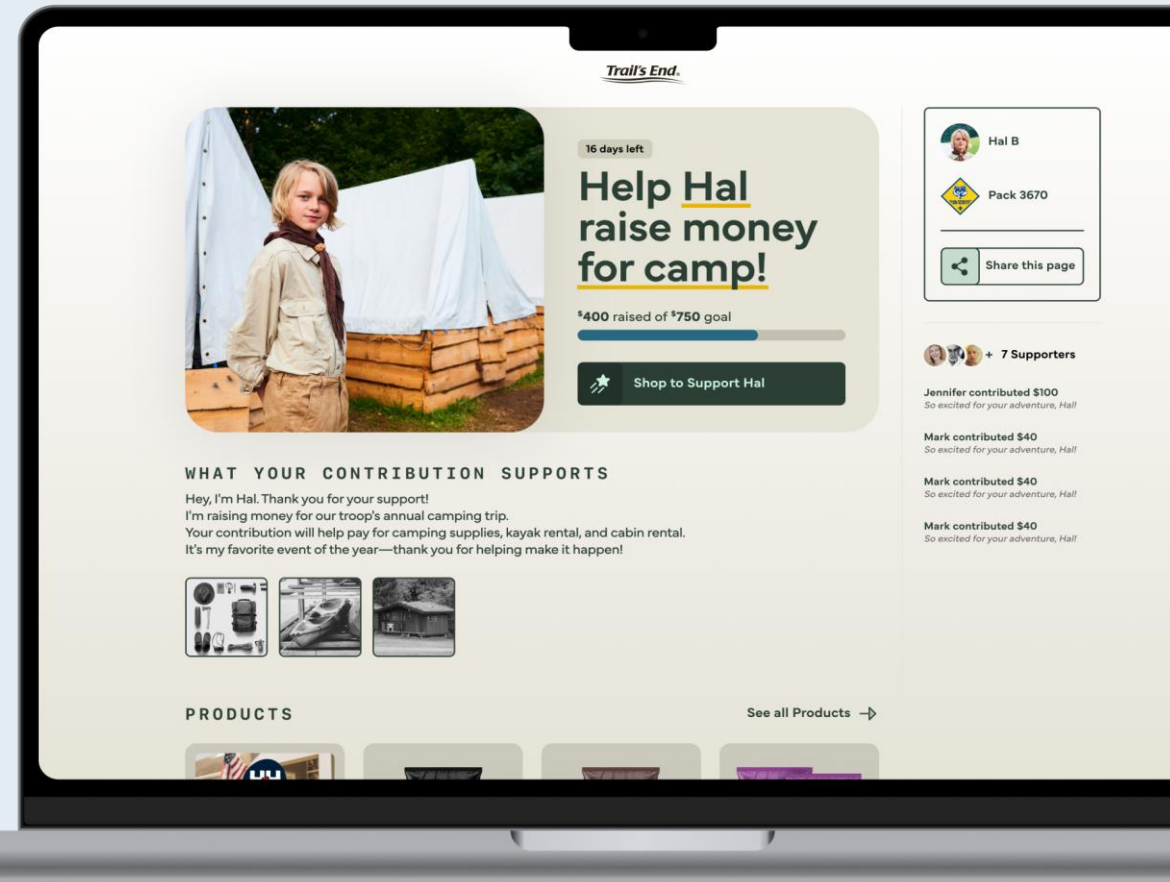 Trail's End®
16 days left
Help Hal
raise money
for camp!
$400 raised of $750 goal
Shop to Support Hal
Hal B
Pack 3670
Share this page
+ 7 Supporters
Jennifer contributed $100
So excited for your adventure, Hal!
Mark contributed $40
So excited for your adventure, Hal!
Mark contributed $40
So excited for your adventure, Hal!
Mark contributed $40
So excited for your adventure, Hal!
WHAT YOUR CONTRIBUTION SUPPORTS
Hey, I'm Hal. Thank you for your support!
I'm raising money for our troop's annual camping trip.
Your contribution will help pay for camping supplies, kayak rental, and cabin rental.
It's my favorite event of the year—thank you for helping make it happen!
PRODUCTS
See all Products